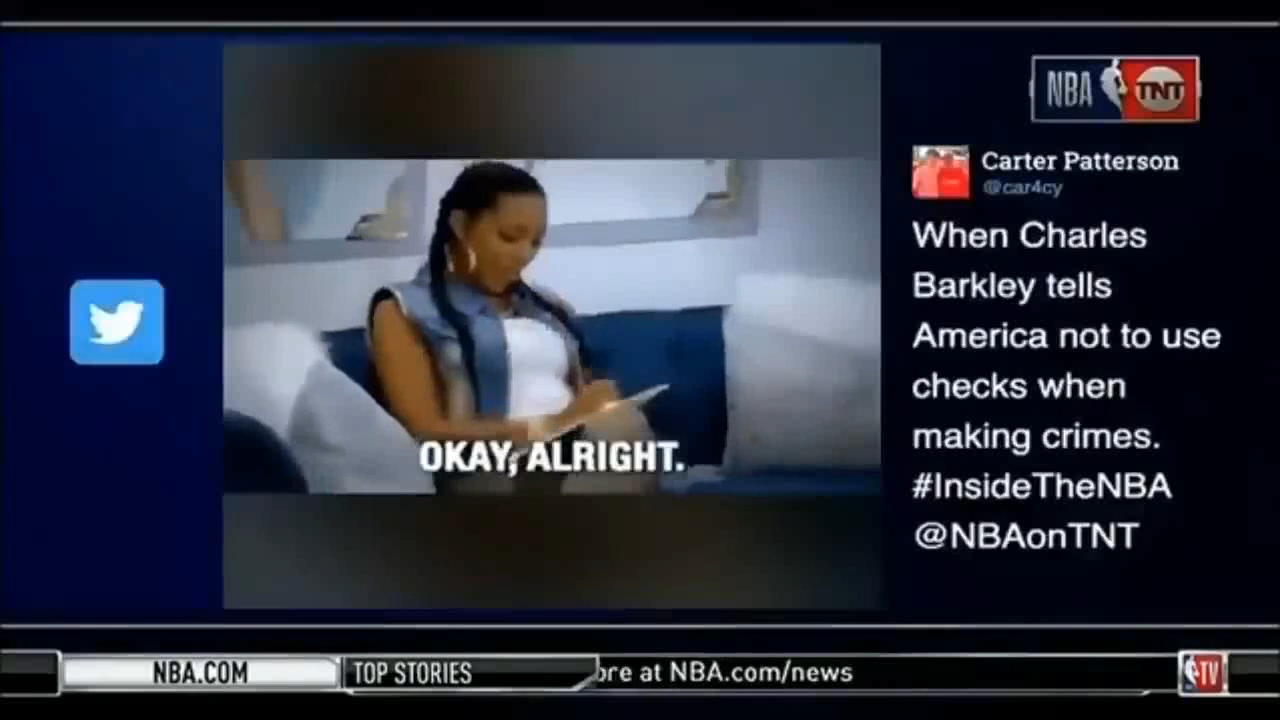 NBA TNT
Carter Patterson
@car4cy
When Charles
Barkley tells
America not to use
checks when
making crimes.
#InsideTheNBA
@NBAonTNT
OKAY, ALRIGHT.
NBA.COM
TOP STORIES
ore at NBA.com/news
TV